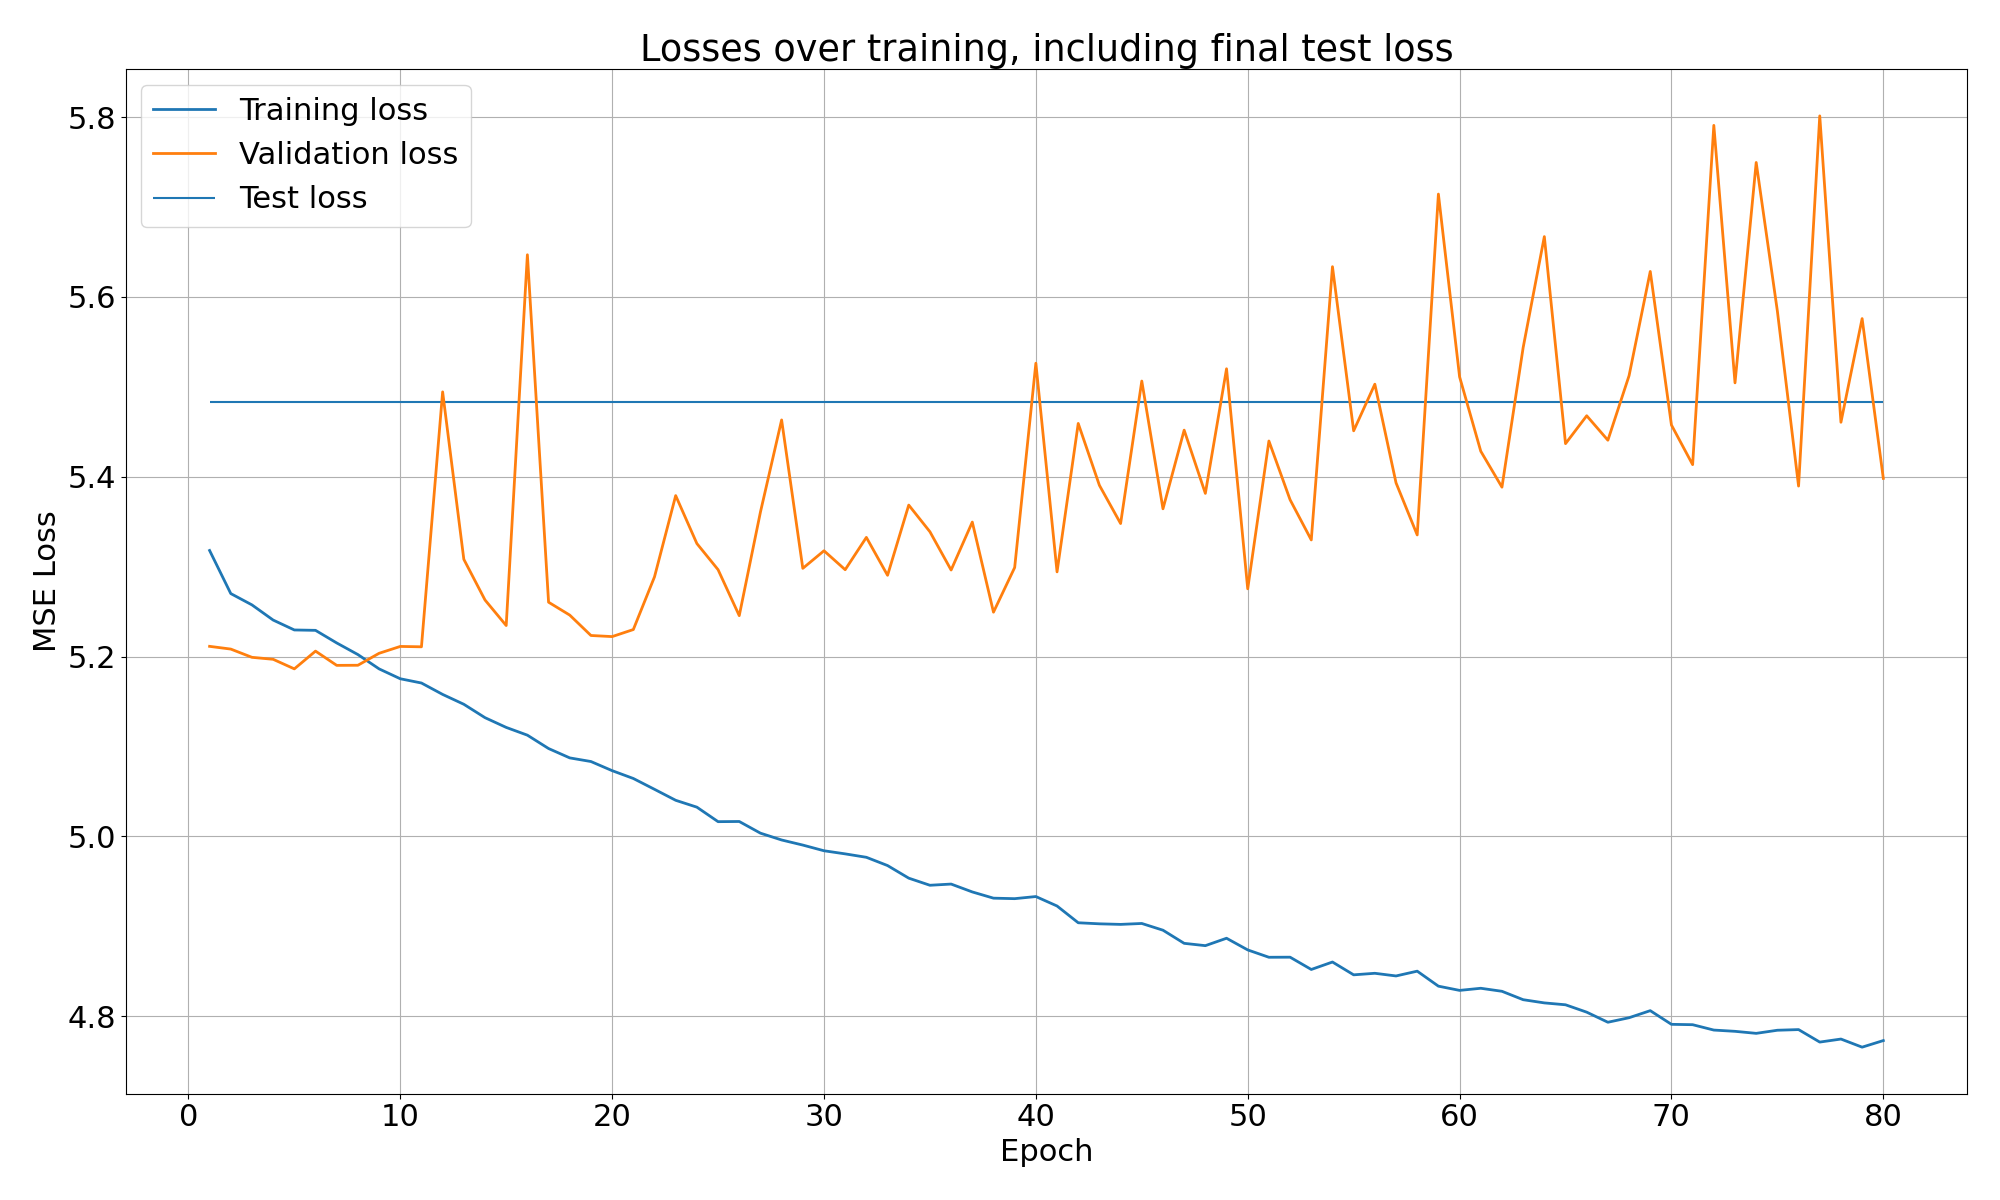 Losses over training, including final test loss
Training loss
Validation loss
Test loss
5.8
5.6
5.4
5.2
5.0
4.8
MSE Loss
0 10 20 30 40 50 60 70 80
Epoch